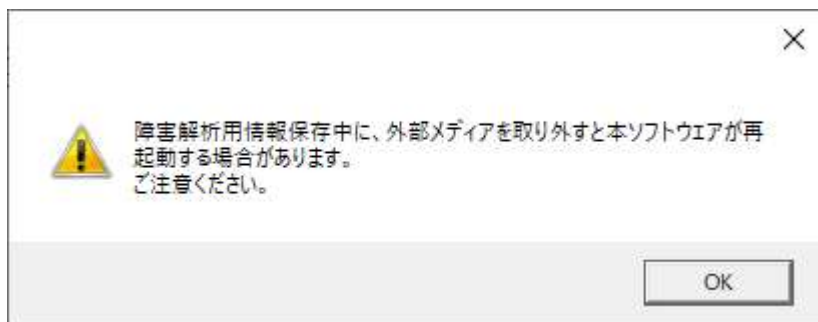 障害解析用情報保存中に、外部メディアを取り外すと本ソフトウェアが再
起動する場合があります。
ご注意ください。
OK